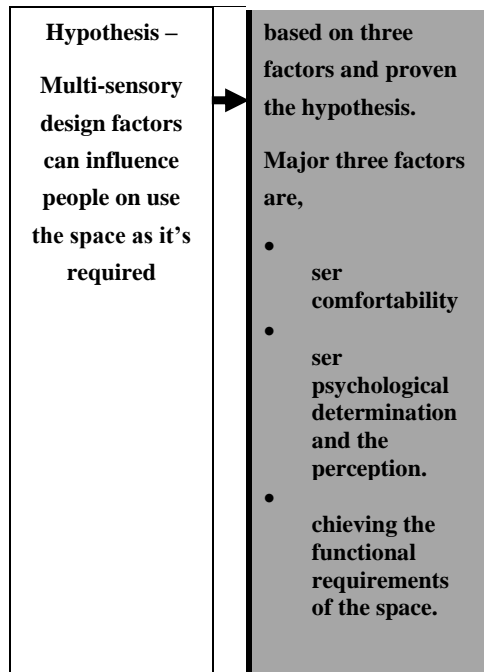 Hypothesis –
Multi-sensory
design factors
can influence
people on use
the space as it's
required
based on three
factors and proven
the hypothesis.
Major three factors
are,
•
ser
comfortability
•
ser
psychological
determination
and the
perception.
•
chieving the
functional
requirements
of the space.